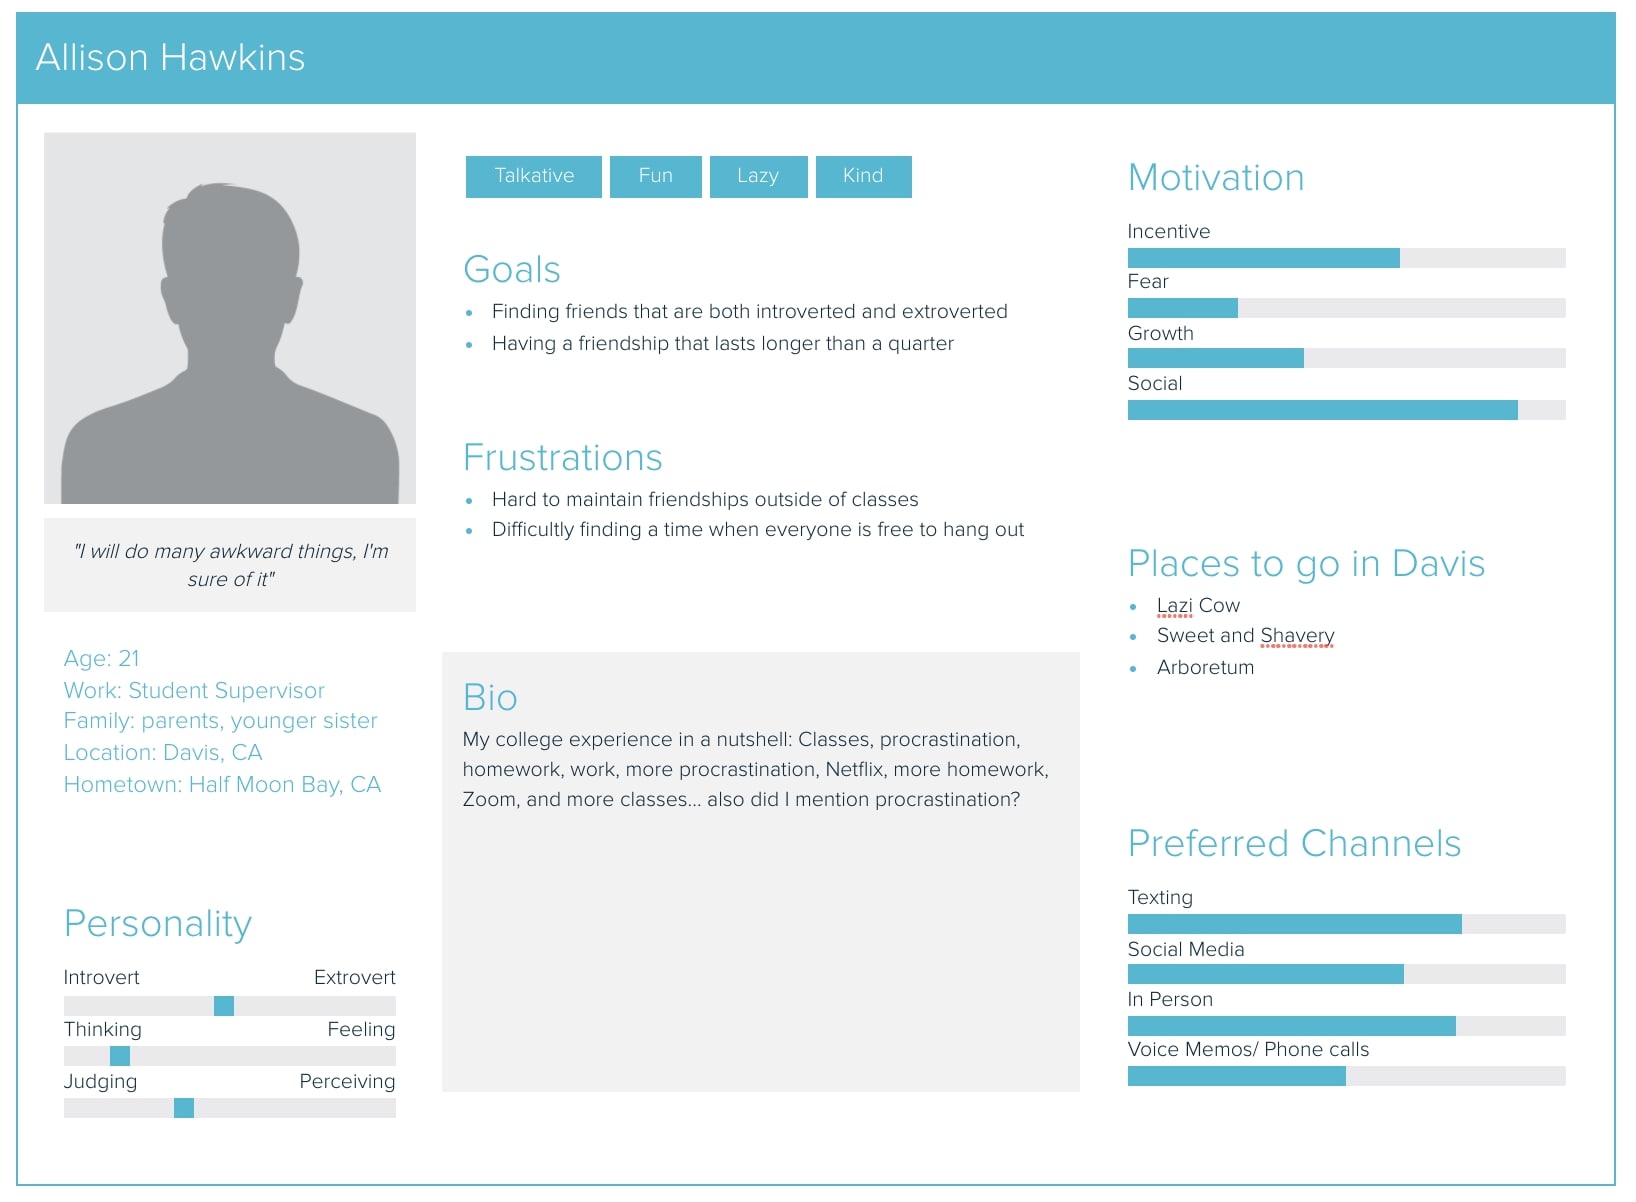 Allison Hawkins
"I will do many awkward things, I'm
sure of it"
Age: 21
Work: Student Supervisor
Family: parents, younger sister
Location: Davis, CA
Hometown: Half Moon Bay, CA
Personality
Introvert Extrovert
Thinking Feeling
Judging Perceiving
Talkative Fun Lazy Kind
Goals
• Finding friends that are both introverted and extroverted
• Having a friendship that lasts longer than a quarter
Frustrations
• Hard to maintain friendships outside of classes
• Difficultly finding a time when everyone is free to hang out
Bio
My college experience in a nutshell: Classes, procrastination,
homework, work, more procrastination, Netflix, more homework,
Zoom, and more classes... also did I mention procrastination?
Motivation
Incentive
Fear
Growth
Social
Places to go in Davis
• Lazi Cow
• Sweet and Shavery
• Arboretum
Preferred Channels
Texting
Social Media
In Person
Voice Memos/ Phone calls